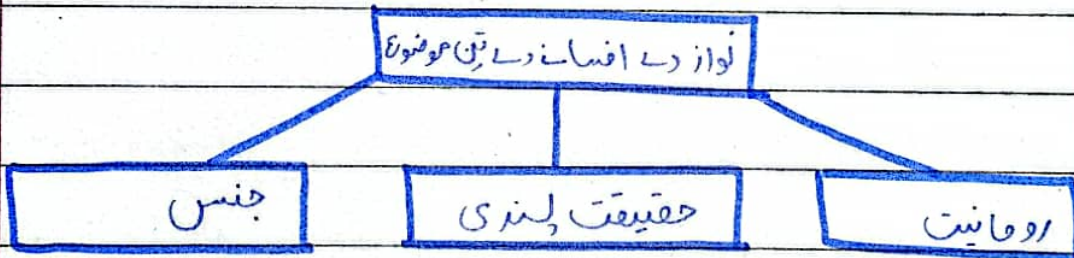 نواز دے افسانے دے تِن موضوع
رومانیت
حقیقت پسندی
جنس